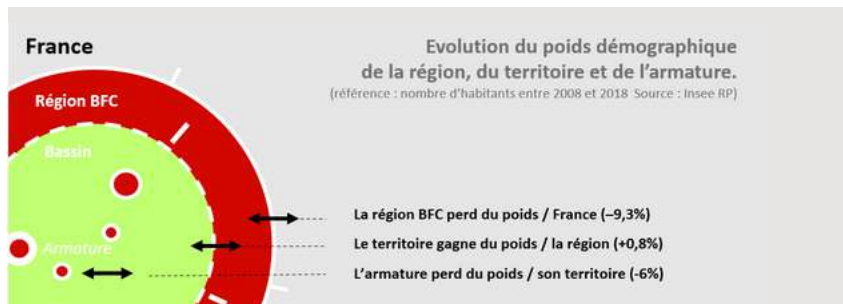 France
Evolution du poids démographique
de la région, du territoire et de l'armature.
(référence : nombre d'habitants entre 2008 et 2018 Source : Insee RP)
Région BFC
Bassin
Armature
La région BFC perd du poids / France (–9,3%)
Le territoire gagne du poids / la région (+0,8%)
L'armature perd du poids / son territoire (-6%)